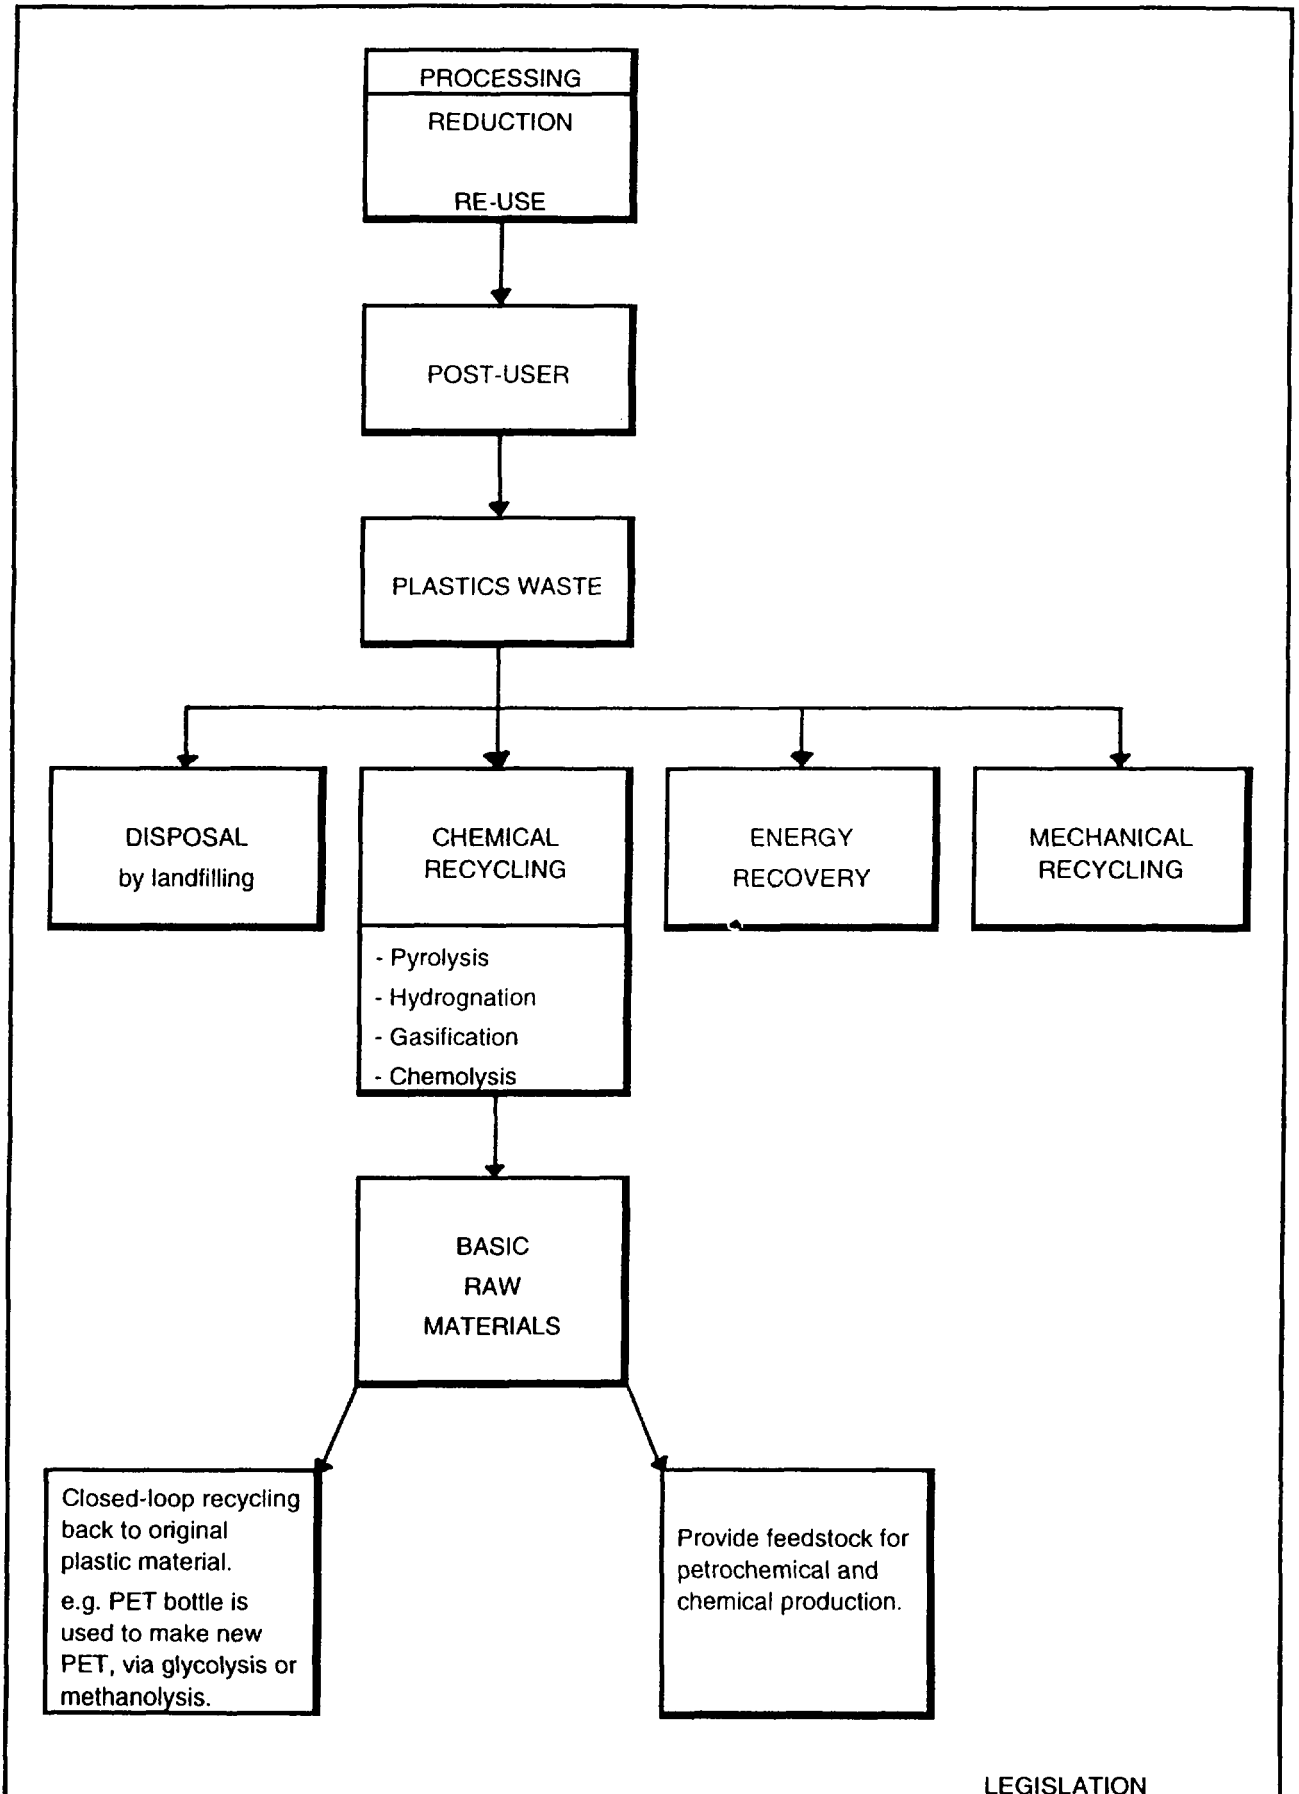 PROCESSING
REDUCTION
RE-USE
POST-USER
PLASTICS WASTE
DISPOSAL
by landfilling
CHEMICAL
RECYCLING
- Pyrolysis
- Hydrognation
- Gasification
- Chemolysis
ENERGY
RECOVERY
MECHANICAL
RECYCLING
BASIC
RAW
MATERIALS
Closed-loop recycling
back to original
plastic material.
e.g. PET bottle is
used to make new
PET, via glycolysis or
methanolysis.
Provide feedstock for
petrochemical and
chemical production.
LEGISLATION